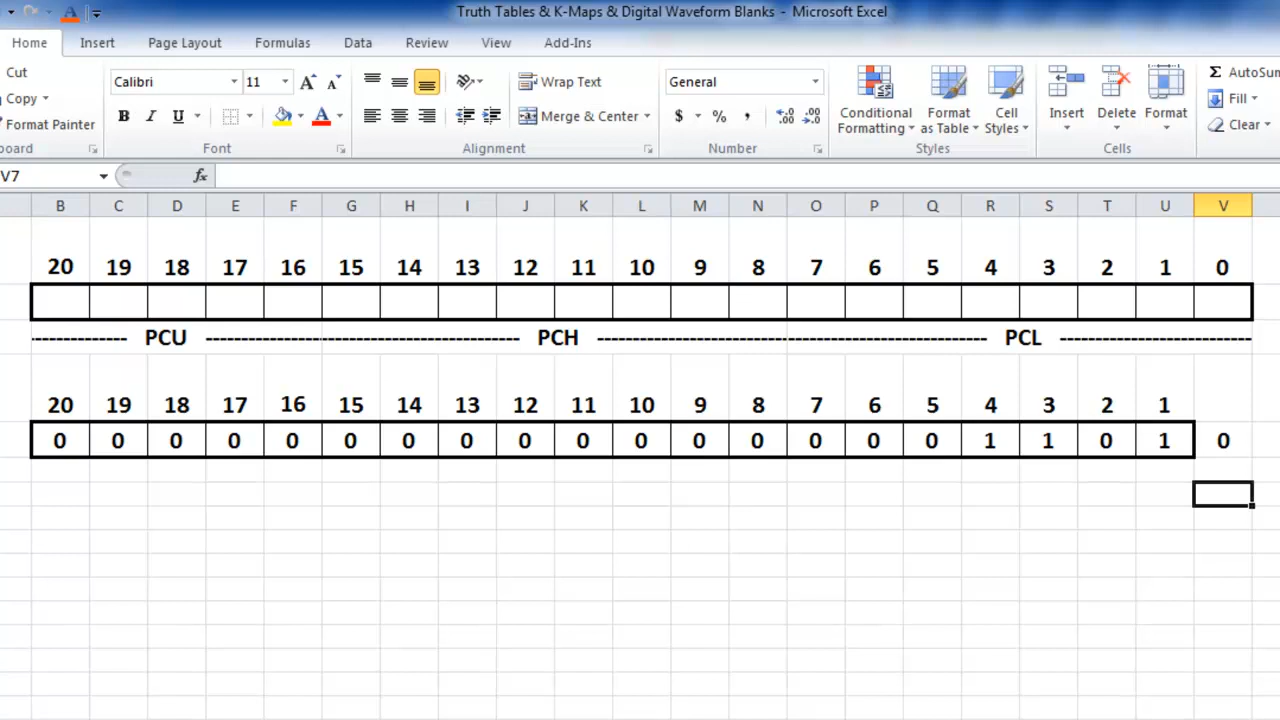 Truth Tables & K-Maps & Digital Waveform Blanks - Microsoft Excel
Home Insert Page Layout Formulas Data Review View Add-Ins
Cut Calibri 11 A A Wrap Text General AutoSum
Copy Conditional Formatting Format as Table Cell Styles Insert Delete Format Fill
Format Painter B I U A Merge & Center $ % , Clear
board Font Alignment Number Styles Cells
V7 fx
B C D E F G H I J K L M N O P Q R S T U V
20 19 18 17 16 15 14 13 12 11 10 9 8 7 6 5 4 3 2 1 0
PCU PCH PCL
20 19 18 17 16 15 14 13 12 11 10 9 8 7 6 5 4 3 2 1
0 0 0 0 0 0 0 0 0 0 0 0 0 0 0 0 1 1 0 1 0